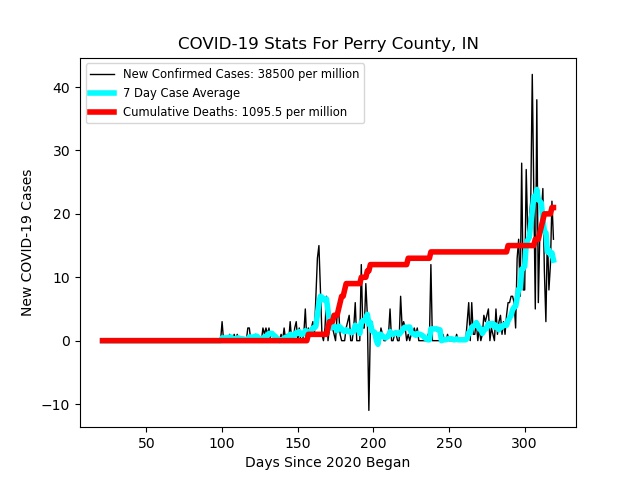 COVID-19 Stats For Perry County, IN
New Confirmed Cases: 38500 per million
7 Day Case Average
Cumulative Deaths: 1095.5 per million
New COVID-19 Cases
40
30
20
10
0
−10
50 100 150 200 250 300
Days Since 2020 Began